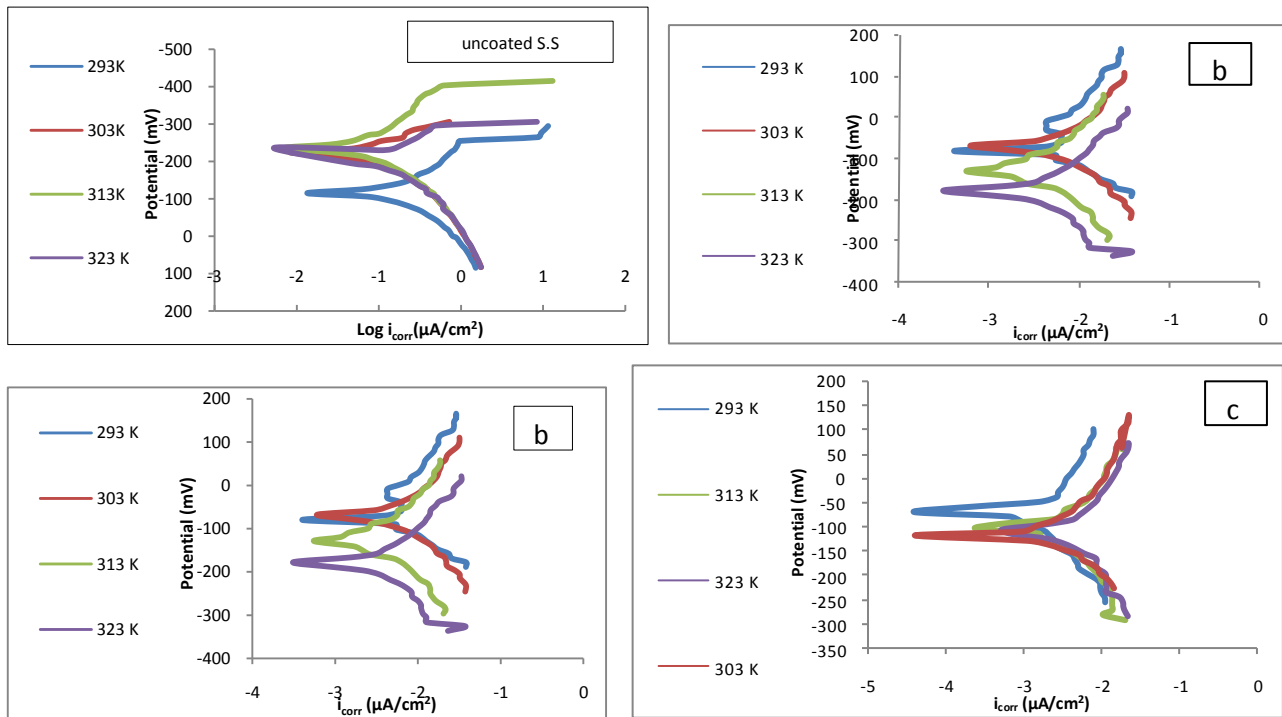 uncoated S.S
293K
303K
313K
323 K
-500
-400
-300
-200
-100
0
100
200
-3
-2
-1
0
1
2
Potential (mV)
Log icorr(µA/cm²)
b
293 K
303 K
313K
323 K
200
100
0
-100
-200
-300
-400
-4
-3
-2
-1
0
Potential (mV)
icorr (µA/cm²)
b
293 K
303 K
313 K
323 K
200
100
0
-100
-200
-300
-400
-4
-3
-2
-1
0
Potential (mV)
icorr (µA/cm²)
c
293 K
313 K
323 K
303 K
200
150
100
50
0
-50
-100
-150
-200
-250
-300
-350
-5
-4
-3
-2
-1
0
Potential (mV)
icorr (µA/cm²)